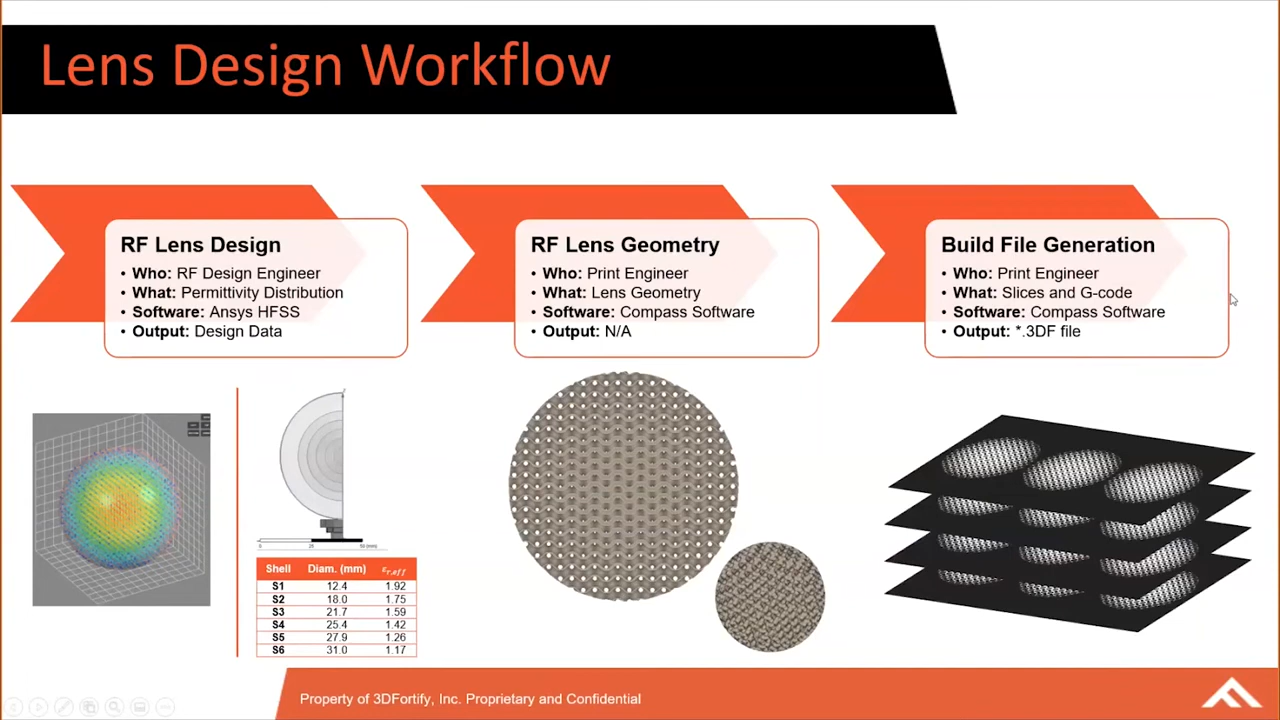 Lens Design Workflow
RF Lens Design
• Who: RF Design Engineer
• What: Permittivity Distribution
• Software: Ansys HFSS
• Output: Design Data
RF Lens Geometry
• Who: Print Engineer
• What: Lens Geometry
• Software: Compass Software
• Output: N/A
Build File Generation
• Who: Print Engineer
• What: Slices and G-code
• Software: Compass Software
• Output: *.3DF file
0 25 50 (mm)
Shell Diam. (mm) εr,eff
S1 12.4 1.92
S2 18.0 1.75
S3 21.7 1.59
S4 25.4 1.42
S5 27.9 1.26
S6 31.0 1.17
Property of 3DFortify, Inc. Proprietary and Confidential